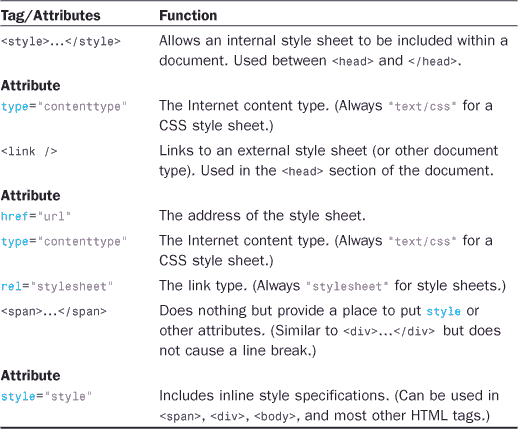 Tag/Attributes Function
<style>...</style> Allows an internal style sheet to be included within a
document. Used between <head> and </head>.
Attribute
type="contenttype" The Internet content type. (Always "text/css" for a
CSS style sheet.)
<link /> Links to an external style sheet (or other document
type). Used in the <head> section of the document.
Attribute
href="url" The address of the style sheet.
type="contenttype" The Internet content type. (Always "text/css" for a
CSS style sheet.)
rel="stylesheet" The link type. (Always "stylesheet" for style sheets.)
<span>...</span> Does nothing but provide a place to put style or
other attributes. (Similar to <div>...</div> but does
not cause a line break.)
Attribute
style="style" Includes inline style specifications. (Can be used in
<span>, <div>, <body>, and most other HTML tags.)